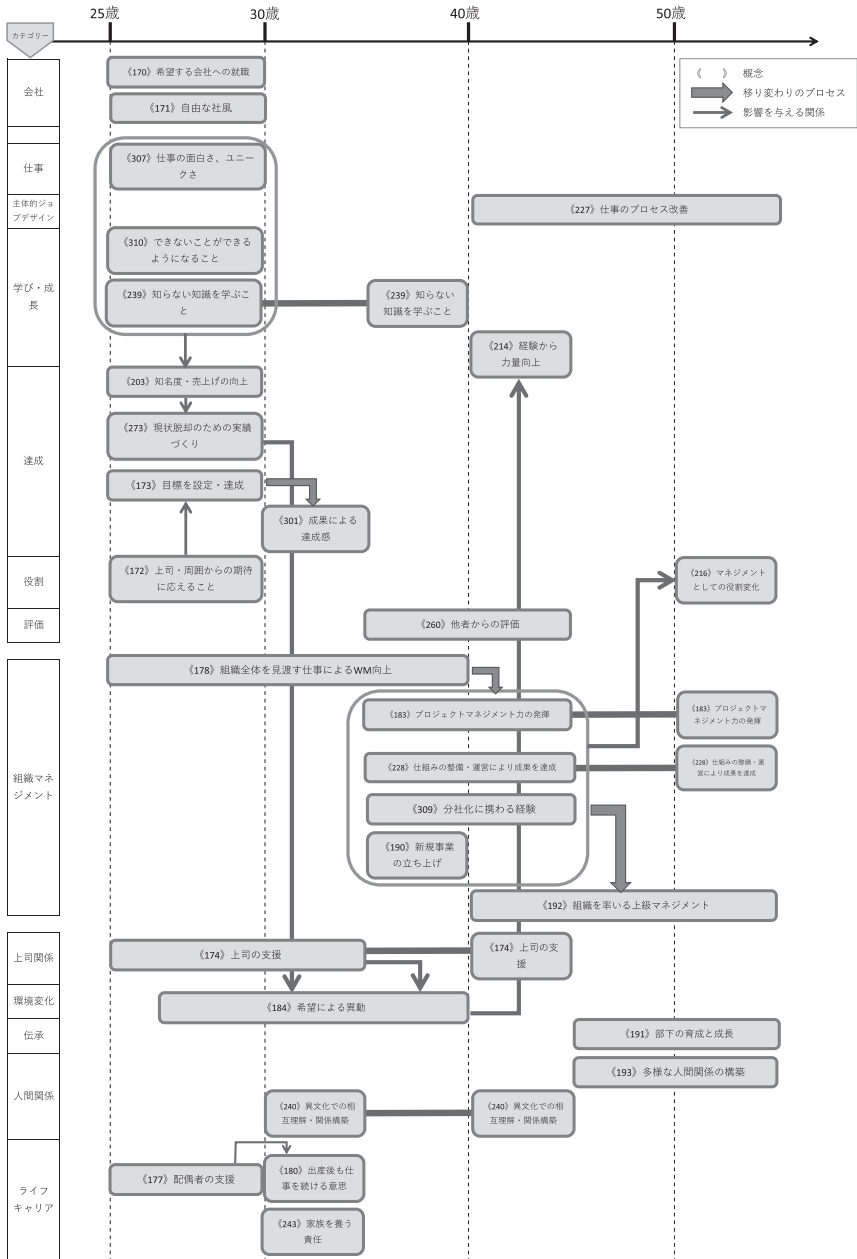 25歳
30歳
40歳
50歳
カテゴリー
《　　》 概念
移り変わりのプロセス
影響を与える関係
会社
《170》希望する会社への就職
《171》自由な社風
仕事
《307》仕事の面白さ、ユニー
クさ
主体的ジョ
ブデザイン
《227》仕事のプロセス改善
学び・成
長
《310》できないことができる
ようになること
《239》知らない知識を学ぶこ
と
《239》知らない
知識を学ぶこと
《214》経験から
力量向上
達成
《203》知名度・売上げの向上
《273》現状脱却のための実績
づくり
《173》目標を設定・達成
《301》成果による
達成感
役割
《172》上司・周囲からの期待
に応えること
《216》マネジメント
としての役割変化
評価
《260》他者からの評価
組織マネ
ジメント
《178》組織全体を見渡す仕事によるWM向上
《183》プロジェクトマネジメント力の発揮
《183》プロジェクトマ
ネジメント力の発揮
《228》仕組みの整備・運営により成果を達成
《228》仕組みの整備・運
営により成果を達成
《309》分社化に携わる経験
《190》新規事業
の立ち上げ
《192》組織を率いる上級マネジメント
上司関係
《174》上司の支援
《174》上司の支
援
環境変化
《184》希望による異動
伝承
《191》部下の育成と成長
人間関係
《193》多様な人間関係の構築
《240》異文化での相
互理解・関係構築
《240》異文化での相
互理解・関係構築
ライフ
キャリア
《177》配偶者の支援
《180》出産後も仕
事を続ける意思
《243》家族を養う
責任